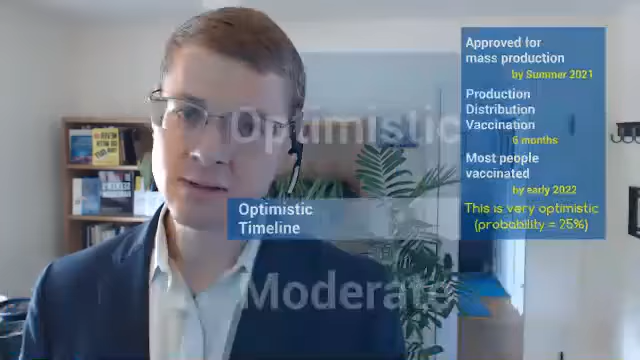 Optimistic
Optimistic
Timeline
Moderate
Approved for
mass production
by Summer 2021
Production
Distribution
Vaccination
6 months
Most people
vaccinated
by early 2022
This is very optimistic
(probability = 25%)